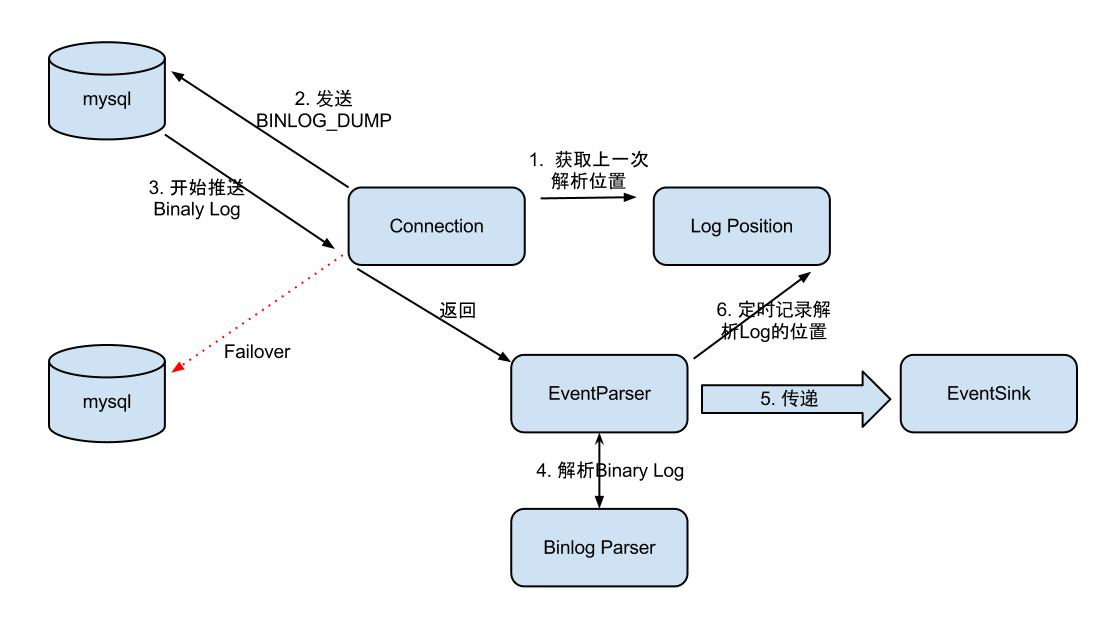 mysql
2. 发送
BINLOG_DUMP
1. 获取上一次
解析位置
3. 开始推送
Binaly Log
Connection
Log Position
返回
6. 定时记录解
析Log的位置
Failover
mysql
EventParser
5. 传递
EventSink
4. 解析Binary Log
Binlog Parser